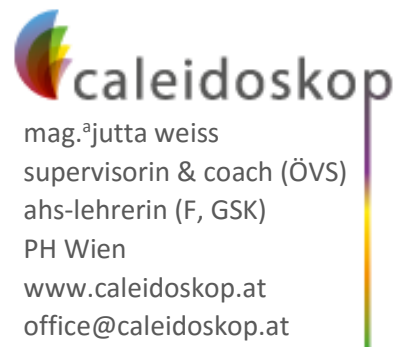 caleidoskop
mag.ᵃjutta weiss
supervisorin & coach (ÖVS)
ahs-lehrerin (F, GSK)
PH Wien
www.caleidoskop.at
office@caleidoskop.at